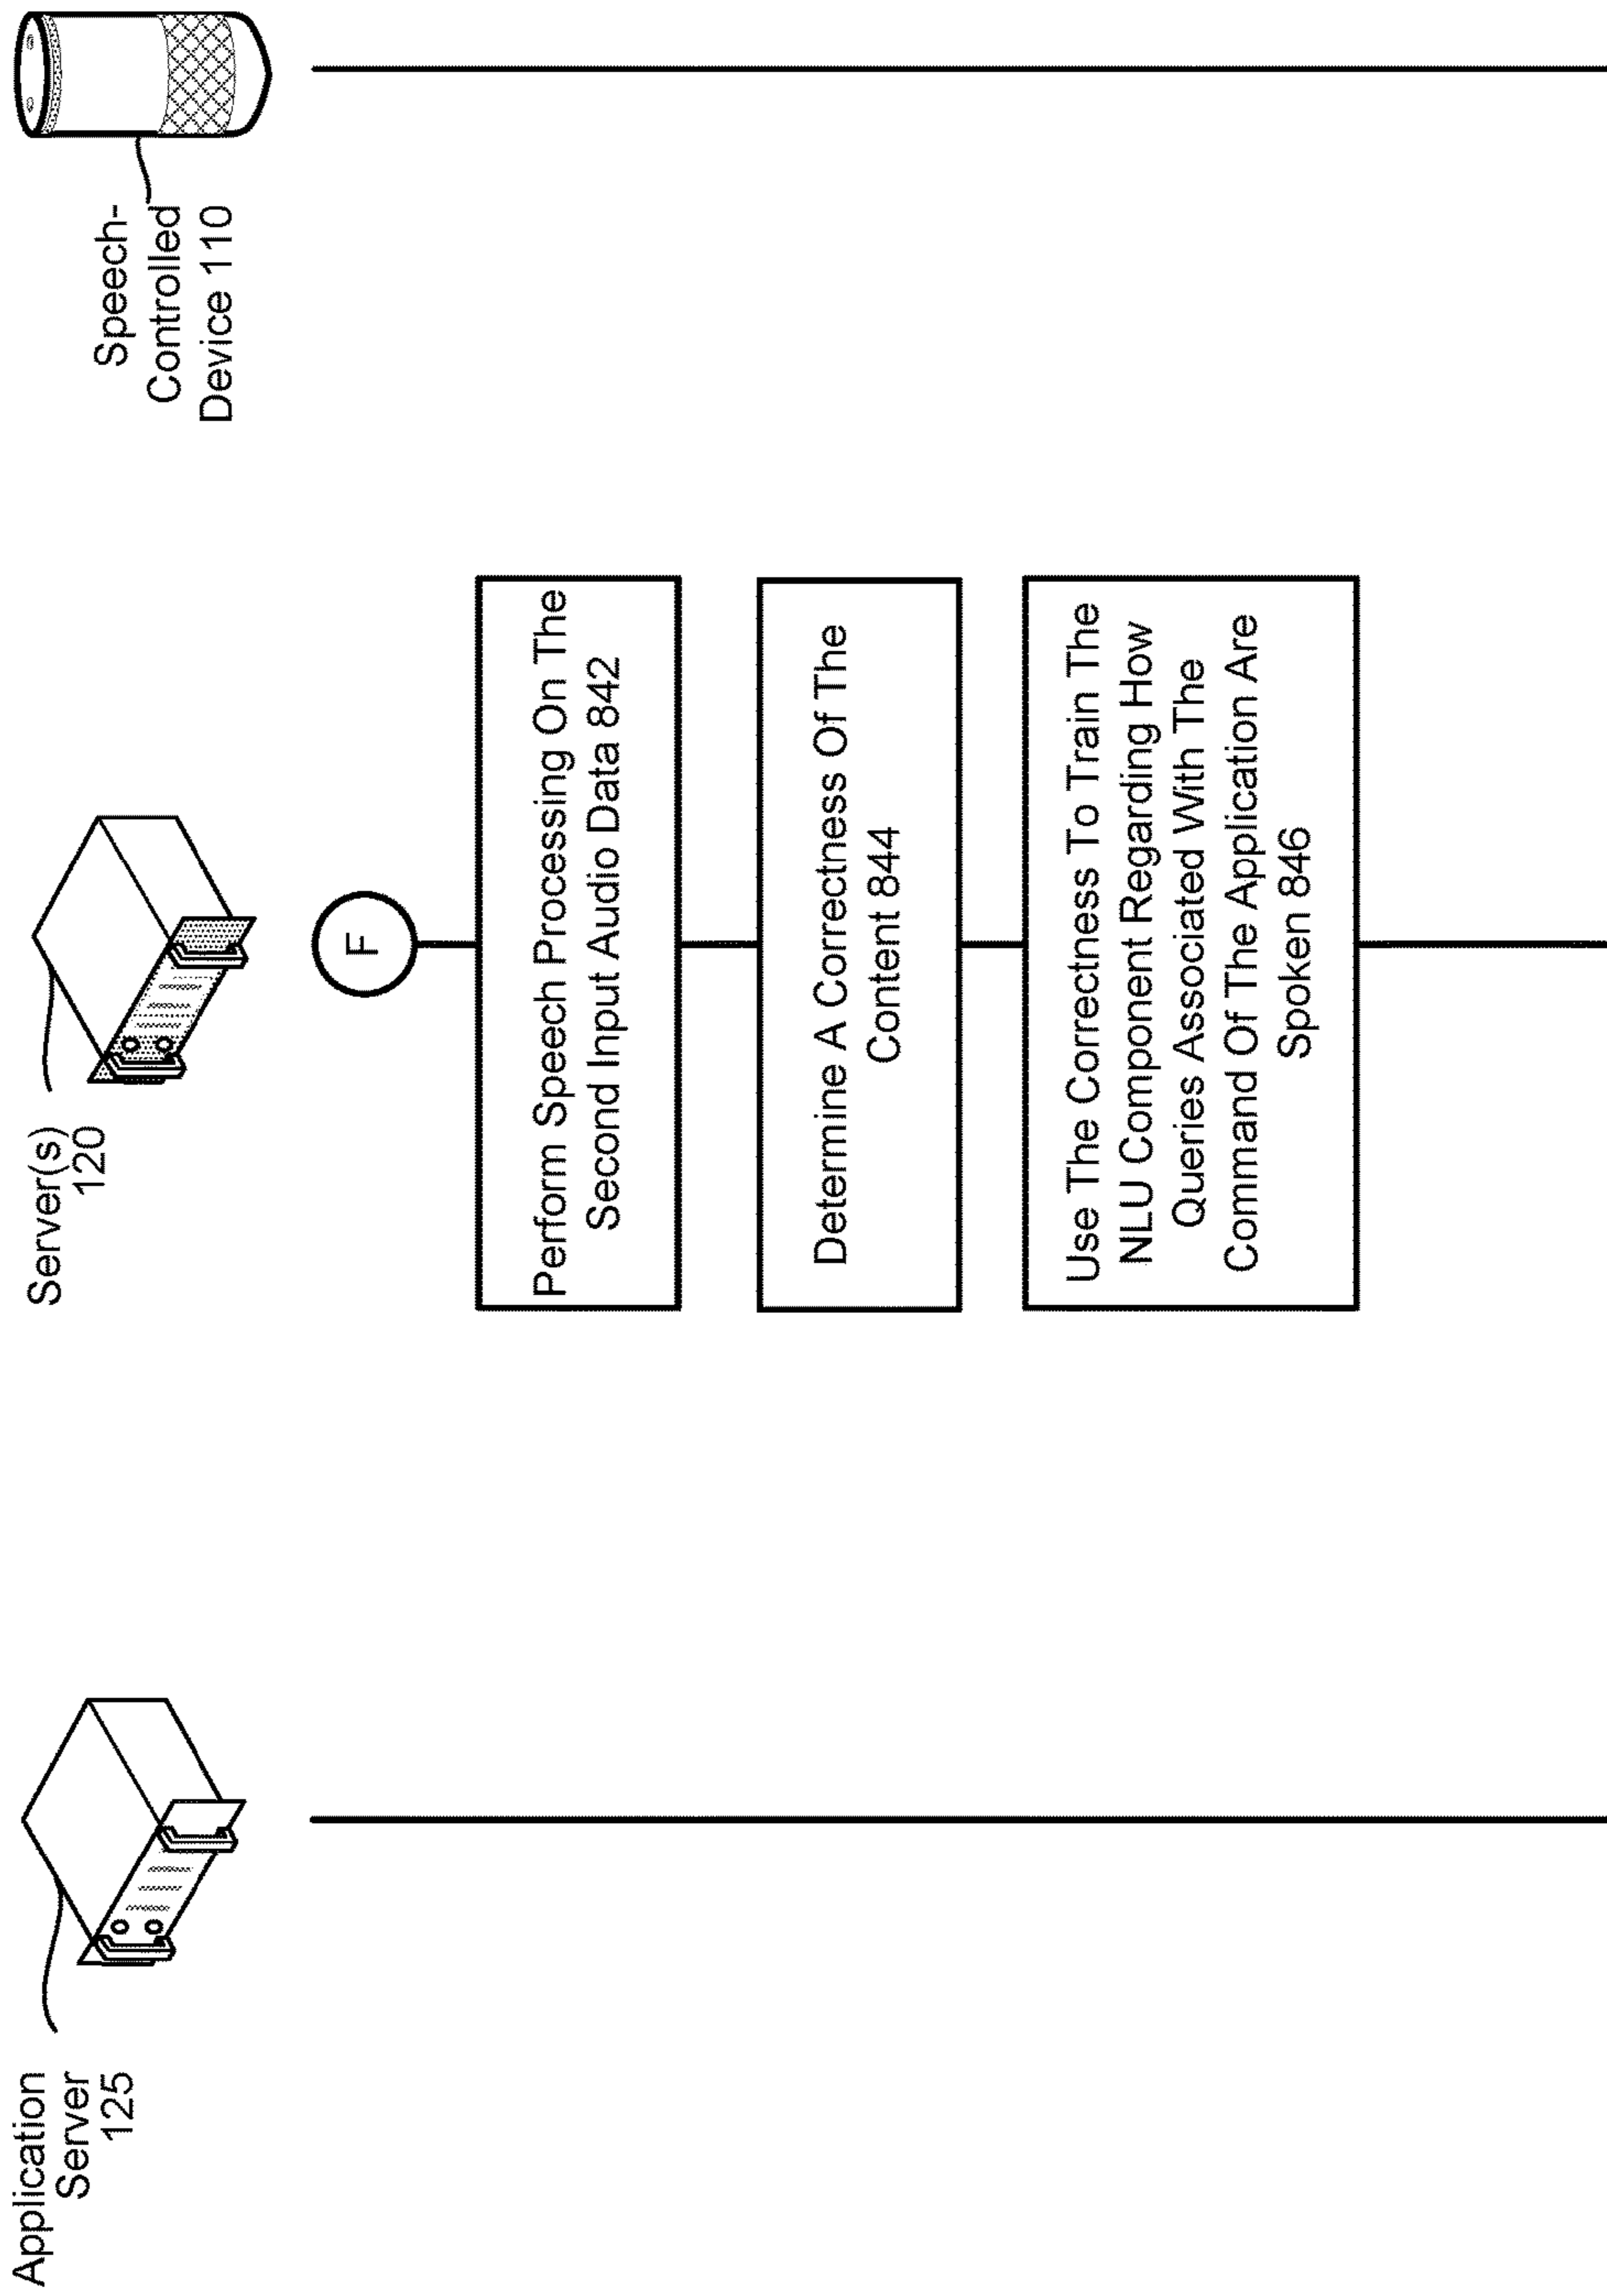 Application
Server
125
Server(s)
120
Speech-
Controlled
Device 110
F
Perform Speech Processing On The
Second Input Audio Data 842
Determine A Correctness Of The
Content 844
Use The Correctness To Train The
NLU Component Regarding How
Queries Associated With The
Command Of The Application Are
Spoken 846